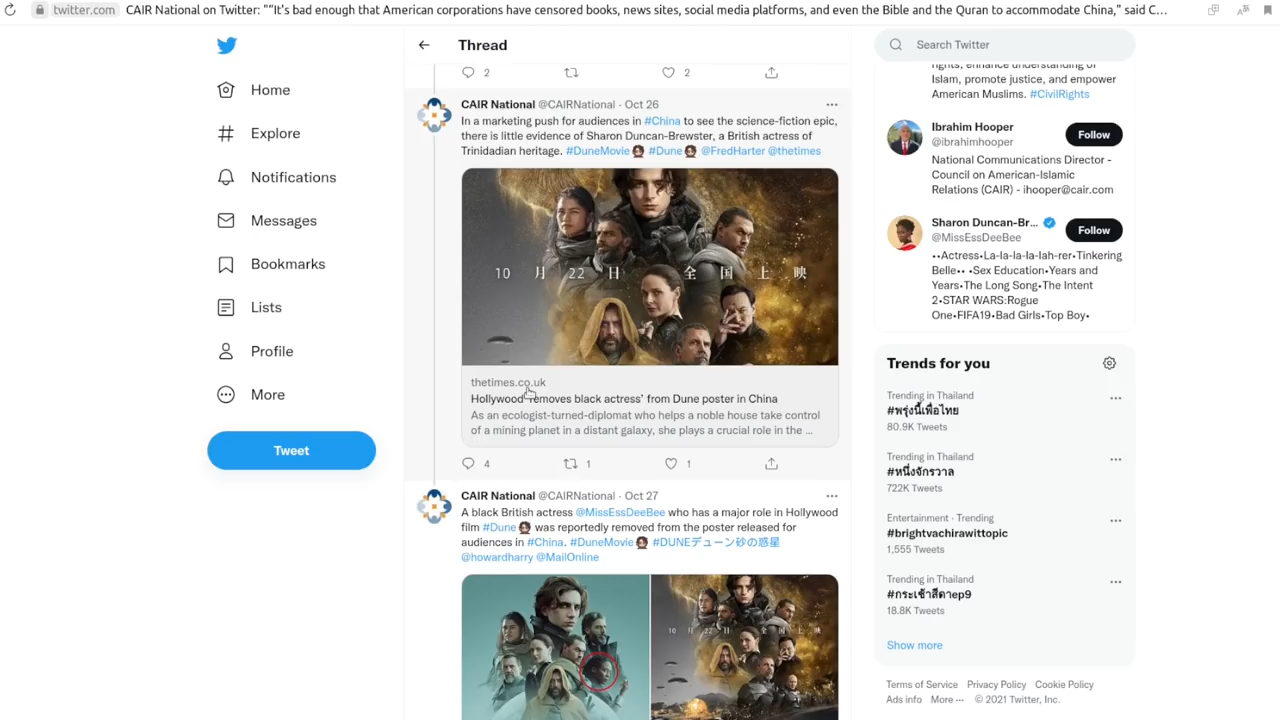 twitter.com
CAIR National on Twitter: "“It's bad enough that American corporations have censored books, news sites, social media platforms, and even the Bible and the Quran to accommodate China," said C...
Home
Explore
Notifications
Messages
Bookmarks
Lists
Profile
More
Tweet
Thread
2
2
CAIR National @CAIRNational · Oct 26
In a marketing push for audiences in #China to see the science-fiction epic,
there is little evidence of Sharon Duncan-Brewster, a British actress of
Trinidadian heritage. #DuneMovie #Dune @FredHarter @thetimes
10月22日 全国上映
thetimes.co.uk
Hollywood 'removes black actress' from Dune poster in China
As an ecologist-turned-diplomat who helps a noble house take control
of a mining planet in a distant galaxy, she plays a crucial role in the ...
4
1
1
CAIR National @CAIRNational · Oct 27
A black British actress @MissEssDeeBee who has a major role in Hollywood
film #Dune was reportedly removed from the poster released for
audiences in #China. #DuneMovie #DUNEデューン砂の惑星
@howardharry @MailOnline
10月22日 全国上映
Search Twitter
rights, enhance understanding of
Islam, promote justice, and empower
American Muslims. #CivilRights
Ibrahim Hooper
@ibrahimhooper
Follow
National Communications Director -
Council on American-Islamic
Relations (CAIR) - ihooper@cair.com
Sharon Duncan-Br...
@MissEssDeeBee
Follow
••Actress•La-la-la-la-lah-rer•Tinkering
Belle•• •Sex Education•Years and
Years•The Long Song•The Intent
2•STAR WARS:Rogue
One•FIFA19•Bad Girls•Top Boy•
Trends for you
Trending in Thailand
#พรุ่งนี้เพื่อไทย
80.9K Tweets
Trending in Thailand
#หนึ่งจักรวาล
722K Tweets
Entertainment · Trending
#brightvachirawittopic
1,555 Tweets
Trending in Thailand
#กระเช้าสีดาep9
18.8K Tweets
Show more
Terms of Service Privacy Policy Cookie Policy
Ads info More ··· © 2021 Twitter, Inc.